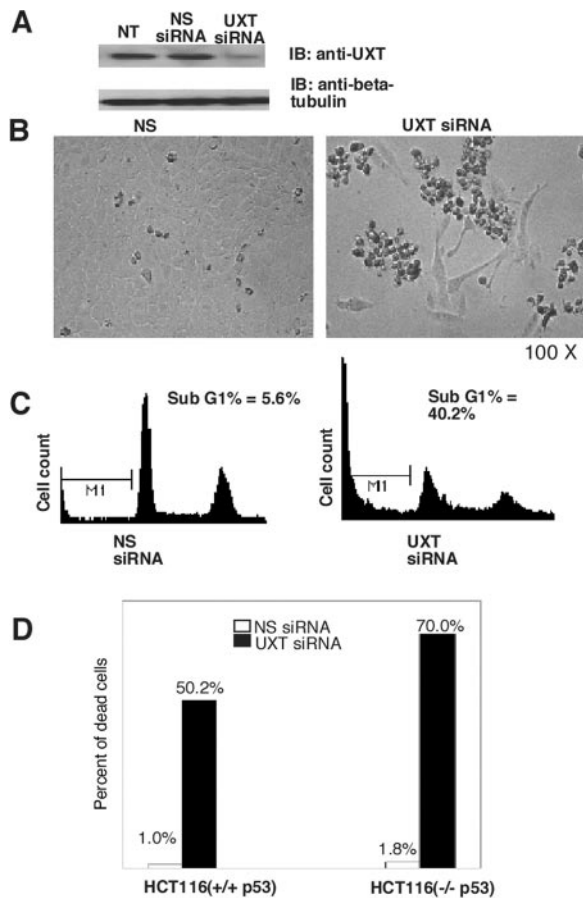 A
NT
NS
siRNA
UXT
siRNA
IB: anti-UXT
IB: anti-beta-
tubulin
B
NS
UXT siRNA
100 X
C
Sub G1% = 5.6%
Cell count
M1
NS
siRNA
Sub G1% =
40.2%
Cell count
M1
UXT
siRNA
D
NS siRNA
UXT siRNA
Percent of dead cells
1.0%
50.2%
1.8%
70.0%
HCT116(+/+ p53)
HCT116(-/- p53)